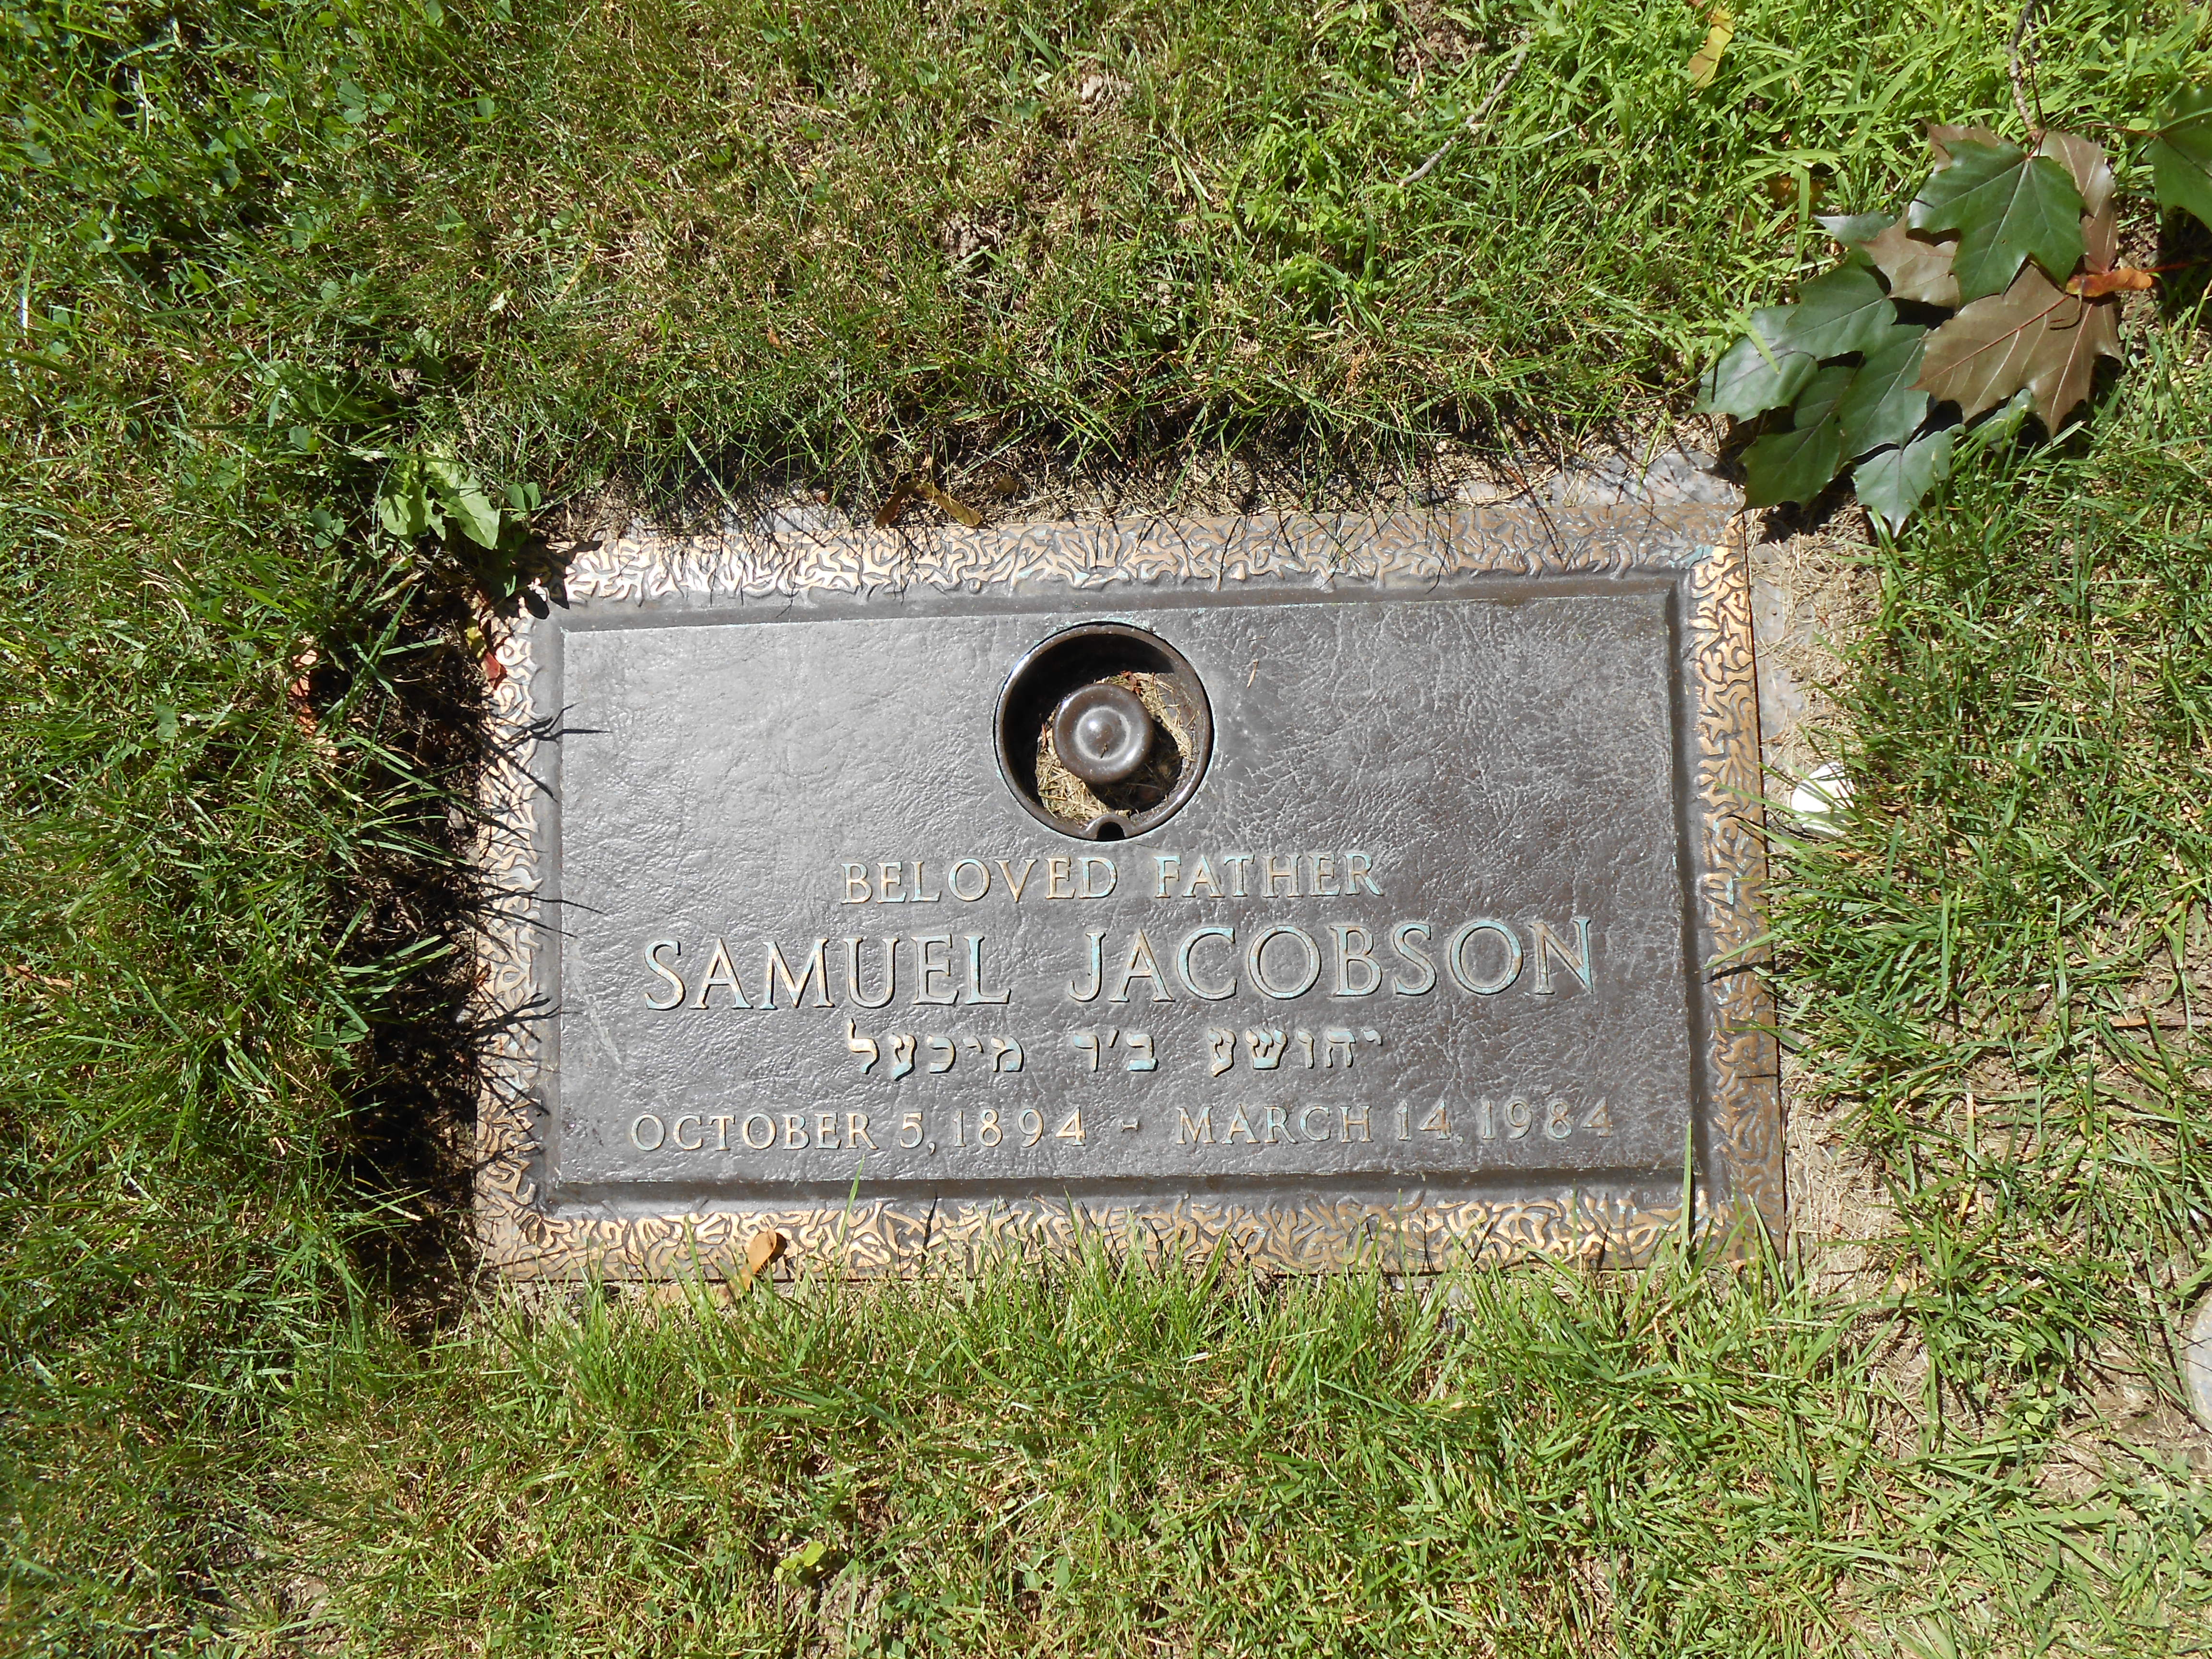 BELOVED FATHER
SAMUEL JACOBSON
יהושע ב׳ר מיכעל
OCTOBER 5, 1894 - MARCH 14, 1984